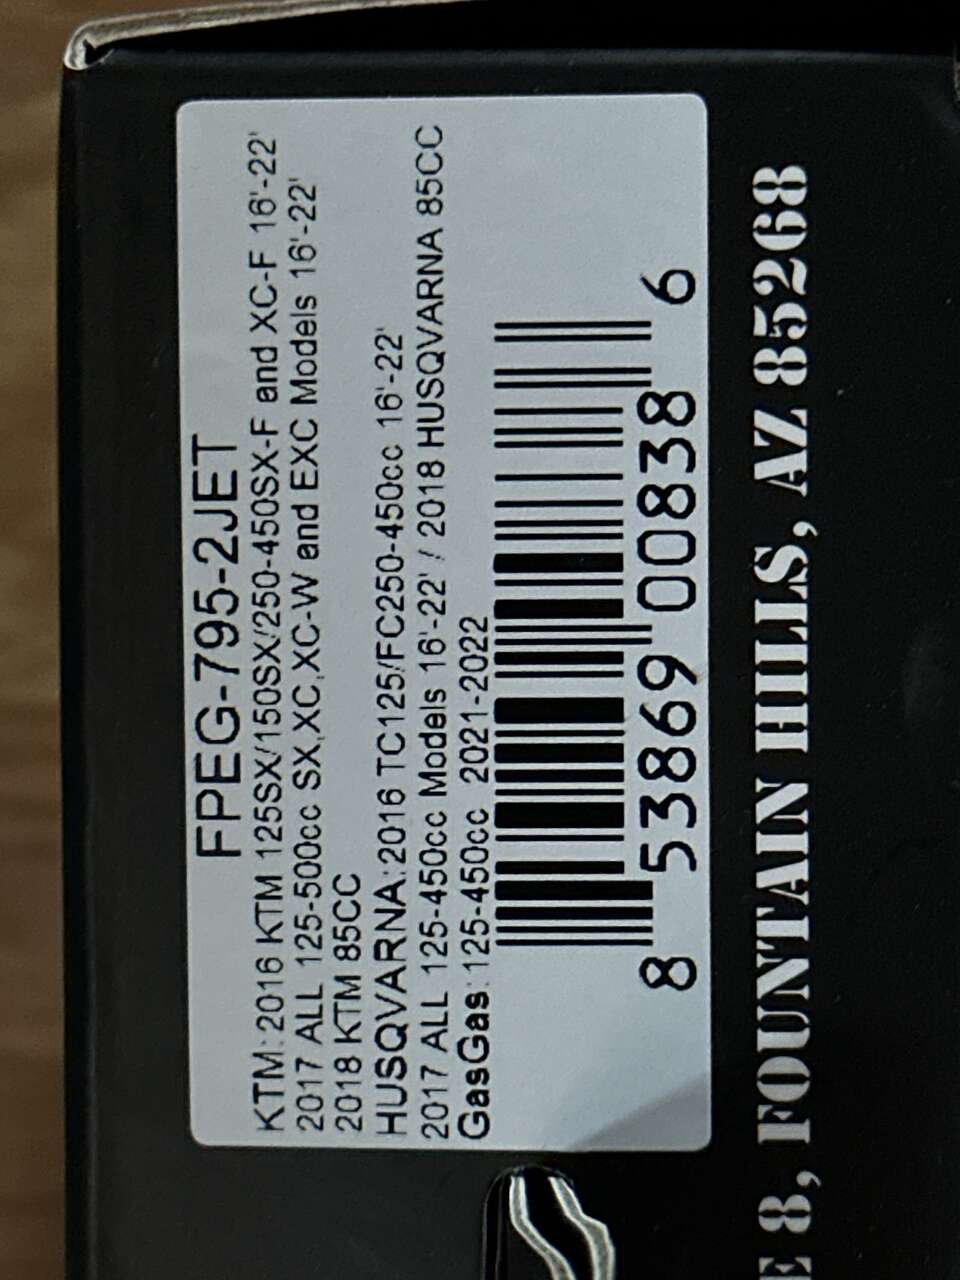 FPEG-795-2JET
KTM:2016 KTM 125SX/150SX/250-450SX-F and XC-F 16'-22'
2017 ALL 125-500cc SX,XC,XC-W and EXC Models 16'-22'
2018 KTM 85CC
HUSQVARNA:2016 TC125/FC250-450cc 16'-22'
2017 ALL 125-450cc Models 16'-22' / 2018 HUSQVARNA 85CC
GasGas:125-450cc 2021-2022
8 53869 00838 6
E 8, FOUNTAIN HILLS, AZ 85268